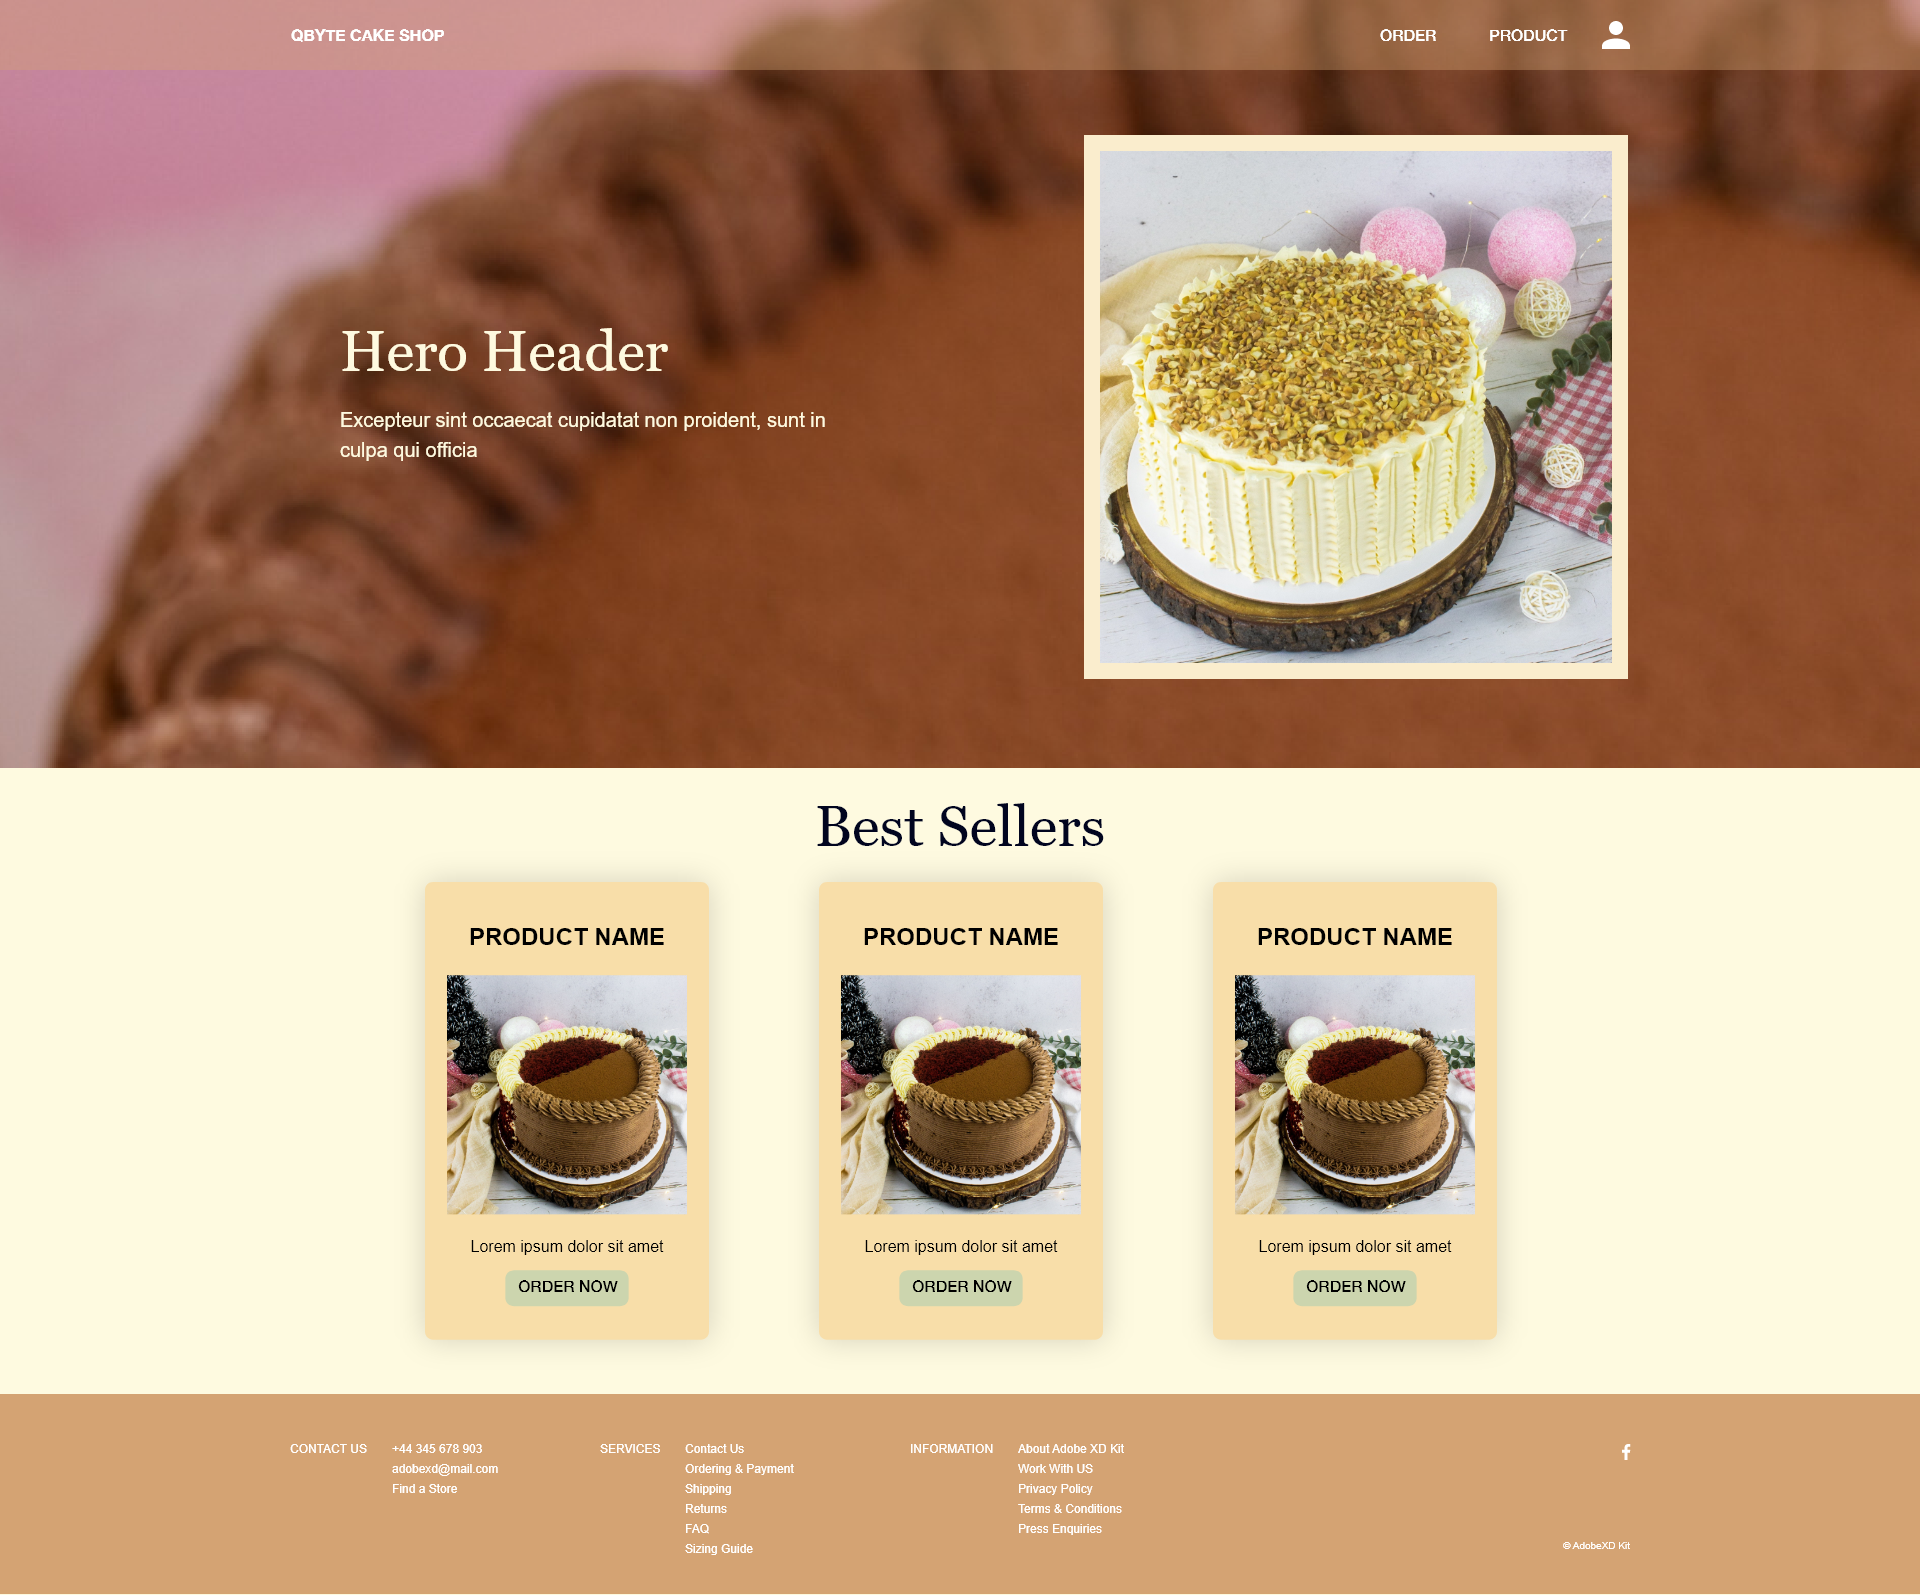 QBYTE CAKE SHOP
ORDER
PRODUCT
Hero Header
Excepteur sint occaecat cupidatat non proident, sunt in
culpa qui officia
Best Sellers
PRODUCT NAME
Lorem ipsum dolor sit amet
ORDER NOW
PRODUCT NAME
Lorem ipsum dolor sit amet
ORDER NOW
PRODUCT NAME
Lorem ipsum dolor sit amet
ORDER NOW
CONTACT US
+44 345 678 903
adobexd@mail.com
Find a Store
SERVICES
Contact Us
Ordering & Payment
Shipping
Returns
FAQ
Sizing Guide
INFORMATION
About Adobe XD Kit
Work With US
Privacy Policy
Terms & Conditions
Press Enquiries
© AdobeXD Kit